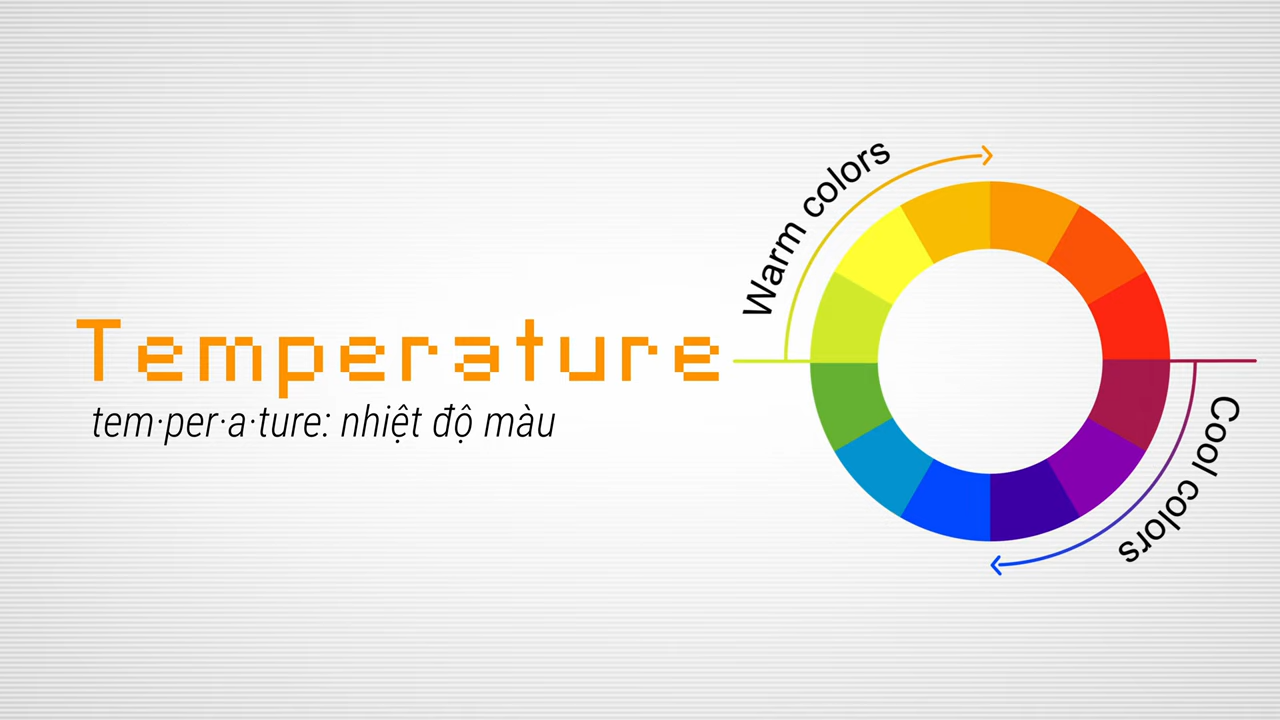 Temperature
tem·per·a·ture: nhiệt độ màu
Warm colors
Cool colors